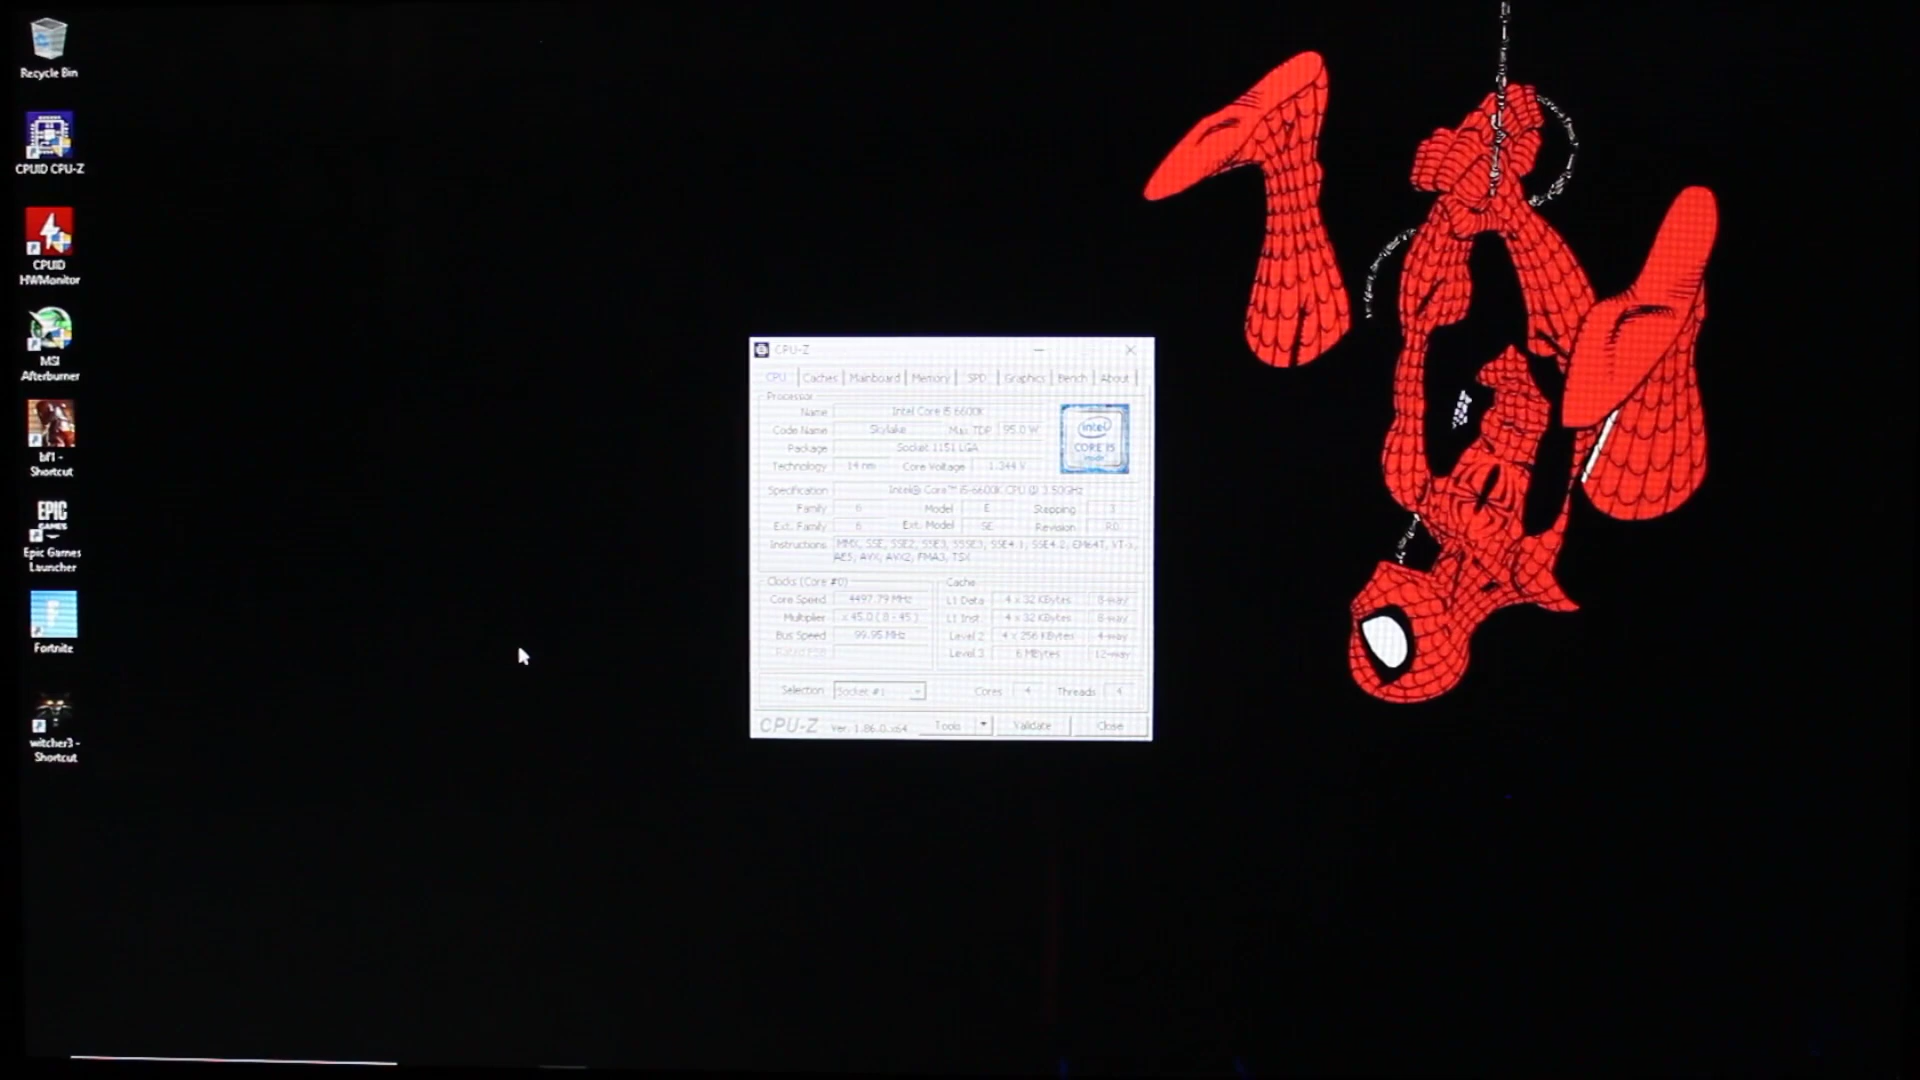 Recycle Bin
CPUID CPU-Z
CPUID
HWMonitor
MSI
Afterburner
bf1 -
Shortcut
EPIC
GAMES
Epic Games
Launcher
Fortnite
witcher3 -
Shortcut
CPU-Z
CPU Caches Mainboard Memory SPD Graphics Bench About
Processor
Name Intel Core i5 6600K
Code Name Skylake Max TDP 95.0 W
Package Socket 1151 LGA
Technology 14 nm Core Voltage 1.344 V
intel
CORE i5
inside
Specification Intel® Core™ i5-6600K CPU @ 3.50GHz
Family 6 Model E Stepping 3
Ext. Family 6 Ext. Model 5E Revision R0
Instructions MMX, SSE, SSE2, SSE3, SSSE3, SSE4.1, SSE4.2, EM64T, VT-x,
AES, AVX, AVX2, FMA3, TSX
Clocks (Core #0)
Core Speed 4497.79 MHz
Multiplier x 45.0 ( 8 - 45 )
Bus Speed 99.95 MHz
Rated FSB
Cache
L1 Data 4 x 32 KBytes 8-way
L1 Inst. 4 x 32 KBytes 8-way
Level 2 4 x 256 KBytes 4-way
Level 3 6 MBytes 12-way
Selection Socket #1 Cores 4 Threads 4
CPU-Z Ver. 1.86.0.x64 Tools Validate Close